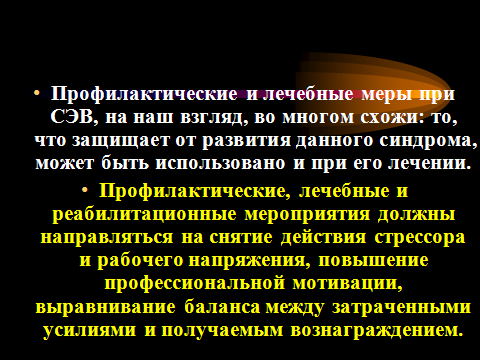 • Профилактические и лечебные меры при
СЭВ, на наш взгляд, во многом схожи: то,
что защищает от развития данного синдрома,
может быть использовано и при его лечении.
• Профилактические, лечебные и
реабилитационные мероприятия должны
направляться на снятие действия стрессора
и рабочего напряжения, повышение
профессиональной мотивации,
выравнивание баланса между затраченными
усилиями и получаемым вознаграждением.